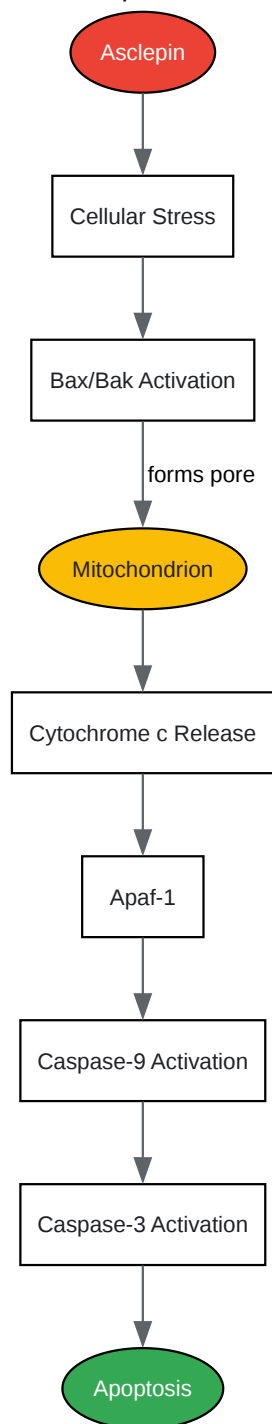 Asclepin
Cellular Stress
Bax/Bak Activation
forms pore
Mitochondrion
Cytochrome c Release
Apaf-1
Caspase-9 Activation
Caspase-3 Activation
Apoptosis